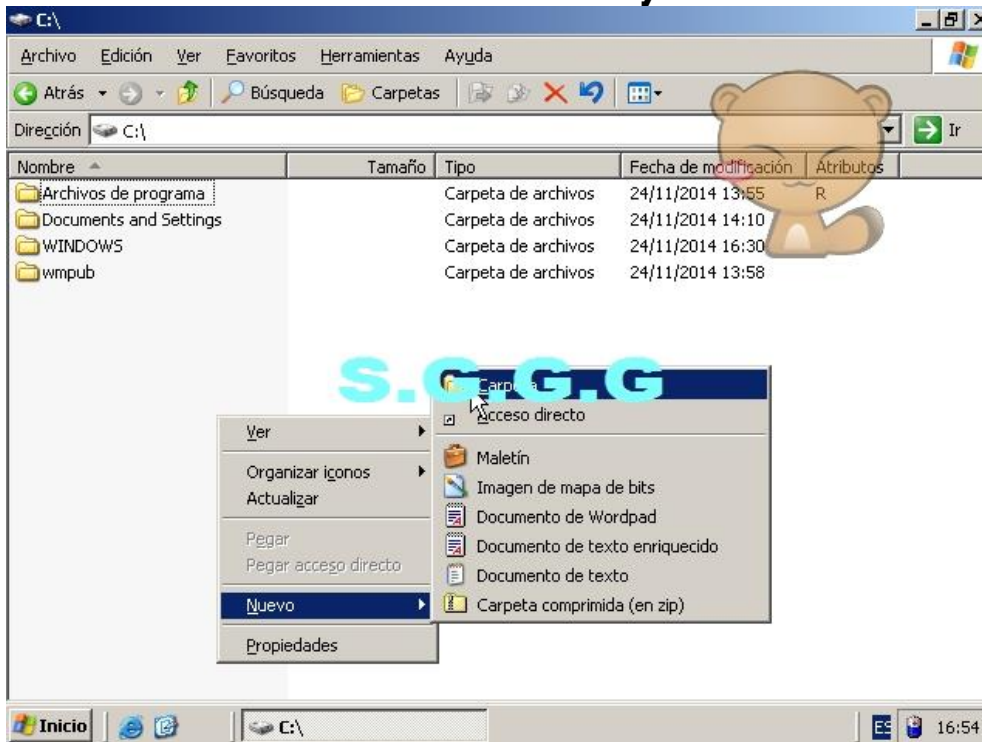 C:\
Archivo Edición Ver Favoritos Herramientas Ayuda
Atrás Búsqueda Carpetas
Dirección C:\ Ir
Nombre Tamaño Tipo Fecha de modificación Atributos
Archivos de programa Carpeta de archivos 24/11/2014 13:55 R
Documents and Settings Carpeta de archivos 24/11/2014 14:10
WINDOWS Carpeta de archivos 24/11/2014 16:30
wmpub Carpeta de archivos 24/11/2014 13:58
S.G.G.G
Carpeta
Acceso directo
Maletín
Imagen de mapa de bits
Documento de Wordpad
Documento de texto enriquecido
Documento de texto
Carpeta comprimida (en zip)
Ver
Organizar iconos
Actualizar
Pegar
Pegar acceso directo
Nuevo
Propiedades
Inicio C:\ ES 16:54